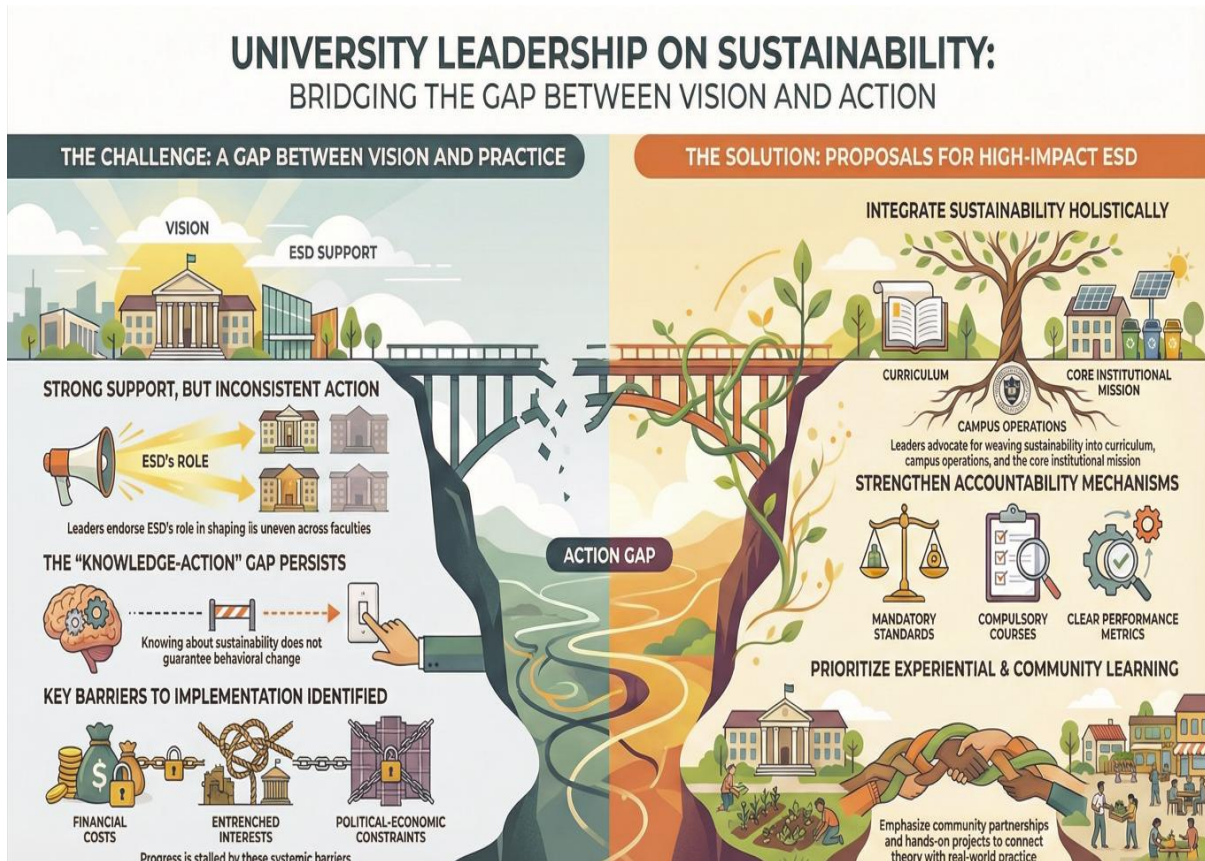 UNIVERSITY LEADERSHIP ON SUSTAINABILITY:
BRIDGING THE GAP BETWEEN VISION AND ACTION
THE CHALLENGE: A GAP BETWEEN VISION AND PRACTICE
VISION
ESD SUPPORT
STRONG SUPPORT, BUT INCONSISTENT ACTION
ESD's ROLE
Leaders endorse ESD's role in shaping iis uneven across faculties
THE "KNOWLEDGE-ACTION" GAP PERSISTS
Knowing about sustainability does not
guarantee behavioral change
KEY BARRIERS TO IMPLEMENTATION IDENTIFIED
$
FINANCIAL
COSTS
ENTRENCHED
INTERESTS
POLITICAL-ECONOMIC
CONSTRAINTS
Progress is stalled by these systemic barriers
ACTION GAP
THE SOLUTION: PROPOSALS FOR HIGH-IMPACT ESD
INTEGRATE SUSTAINABILITY HOLISTICALLY
CURRICULUM
CORE INSTITUTIONAL
MISSION
CAMPUS OPERATIONS
Leaders advocate for weaving sustainability into curriculum,
campus operations, and the core institutional mission
STRENGTHEN ACCOUNTABILITY MECHANISMS
MANDATORY
STANDARDS
COMPULSORY
COURSES
CLEAR PERFORMANCE
METRICS
PRIORITIZE EXPERIENTIAL & COMMUNITY LEARNING
Emphasize community partnerships
and hands-on projects to connect
theory with real-world practice